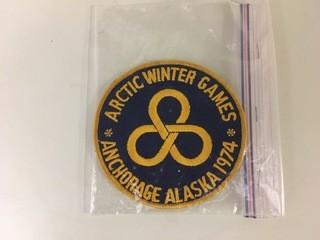 ARCTIC WINTER GAMES
ANCHORAGE ALASKA 1974